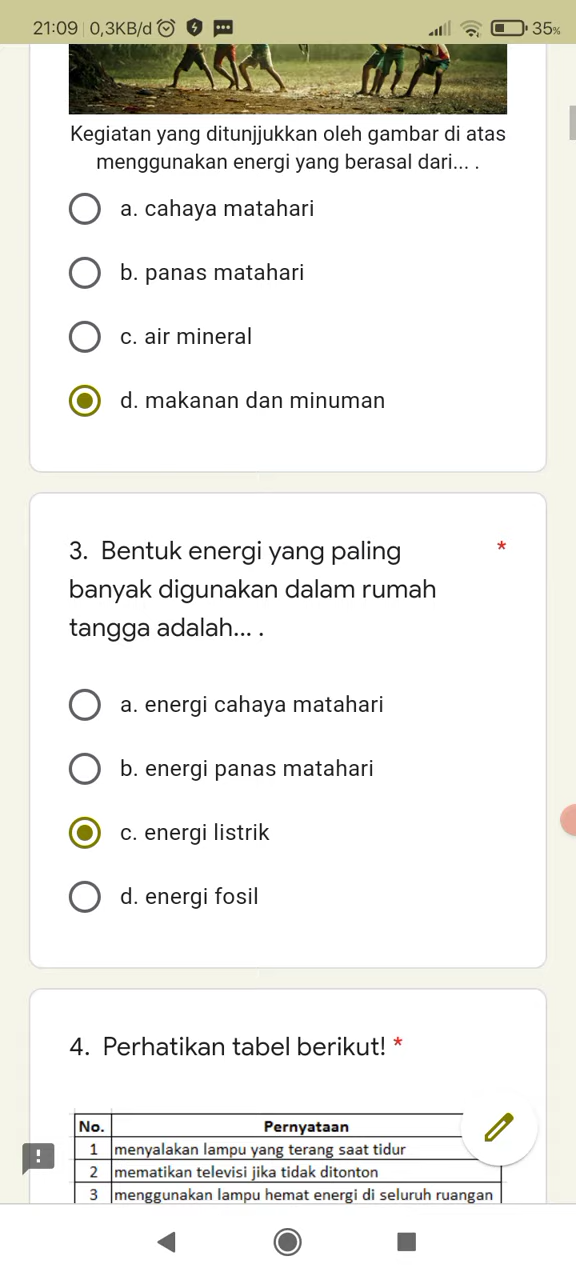 21:09 0,3KB/d 35%
Kegiatan yang ditunjjukkan oleh gambar di atas
menggunakan energi yang berasal dari... .
a. cahaya matahari
b. panas matahari
c. air mineral
d. makanan dan minuman
3. Bentuk energi yang paling *
banyak digunakan dalam rumah
tangga adalah... .
a. energi cahaya matahari
b. energi panas matahari
c. energi listrik
d. energi fosil
4. Perhatikan tabel berikut! *
No. Pernyataan
1 menyalakan lampu yang terang saat tidur
2 mematikan televisi jika tidak ditonton
3 menggunakan lampu hemat energi di seluruh ruangan